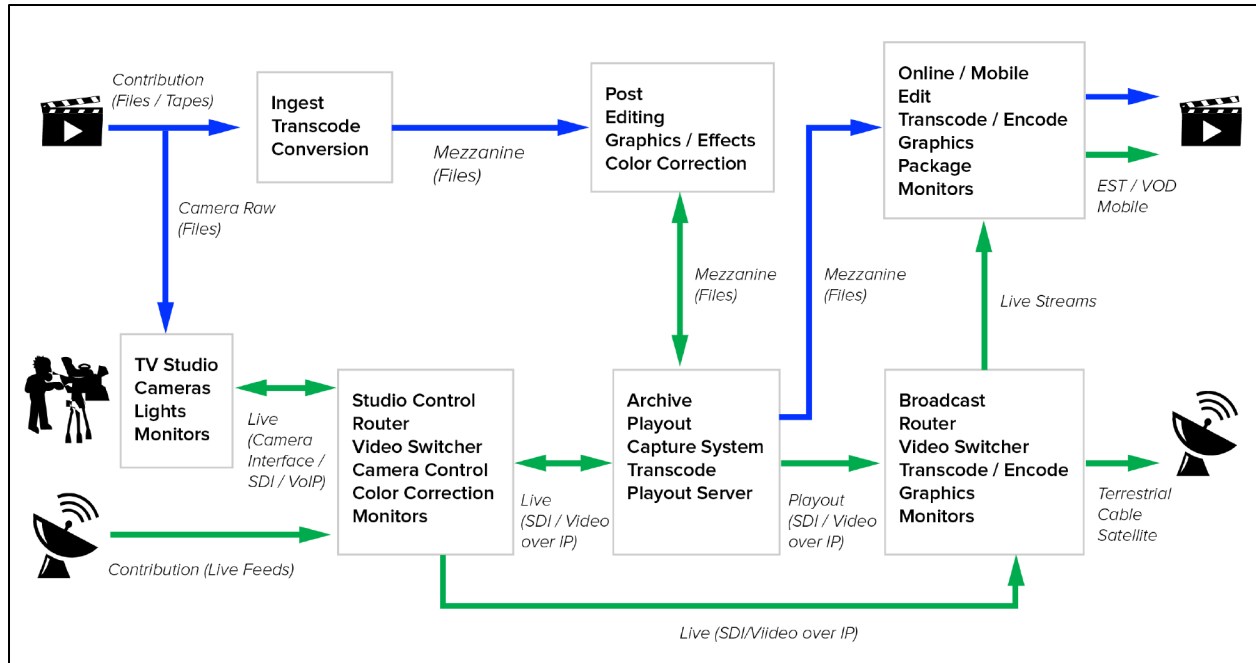 Contribution
(Files / Tapes)
Ingest
Transcode
Conversion
Mezzanine
(Files)
Post
Editing
Graphics / Effects
Color Correction
Online / Mobile
Edit
Transcode / Encode
Graphics
Package
Monitors
EST / VOD
Mobile
Camera Raw
(Files)
Mezzanine
(Files)
Mezzanine
(Files)
Live Streams
TV Studio
Cameras
Lights
Monitors
Live
(Camera
Interface /
SDI / VoIP)
Studio Control
Router
Video Switcher
Camera Control
Color Correction
Monitors
Live
(SDI / Video
over IP)
Archive
Playout
Capture System
Transcode
Playout Server
Playout
(SDI / Video
over IP)
Broadcast
Router
Video Switcher
Transcode / Encode
Graphics
Monitors
Terrestrial
Cable
Satellite
Contribution (Live Feeds)
Live (SDI/Viideo over IP)